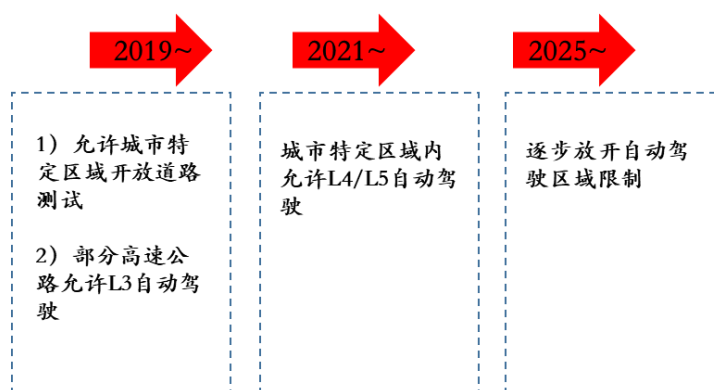 2019~
2021~
2025~
1）允许城市特
定区域开放道路
测试
2）部分高速公
路允许L3自动驾
驶
城市特定区域内
允许L4/L5自动驾
驶
逐步放开自动驾
驶区域限制